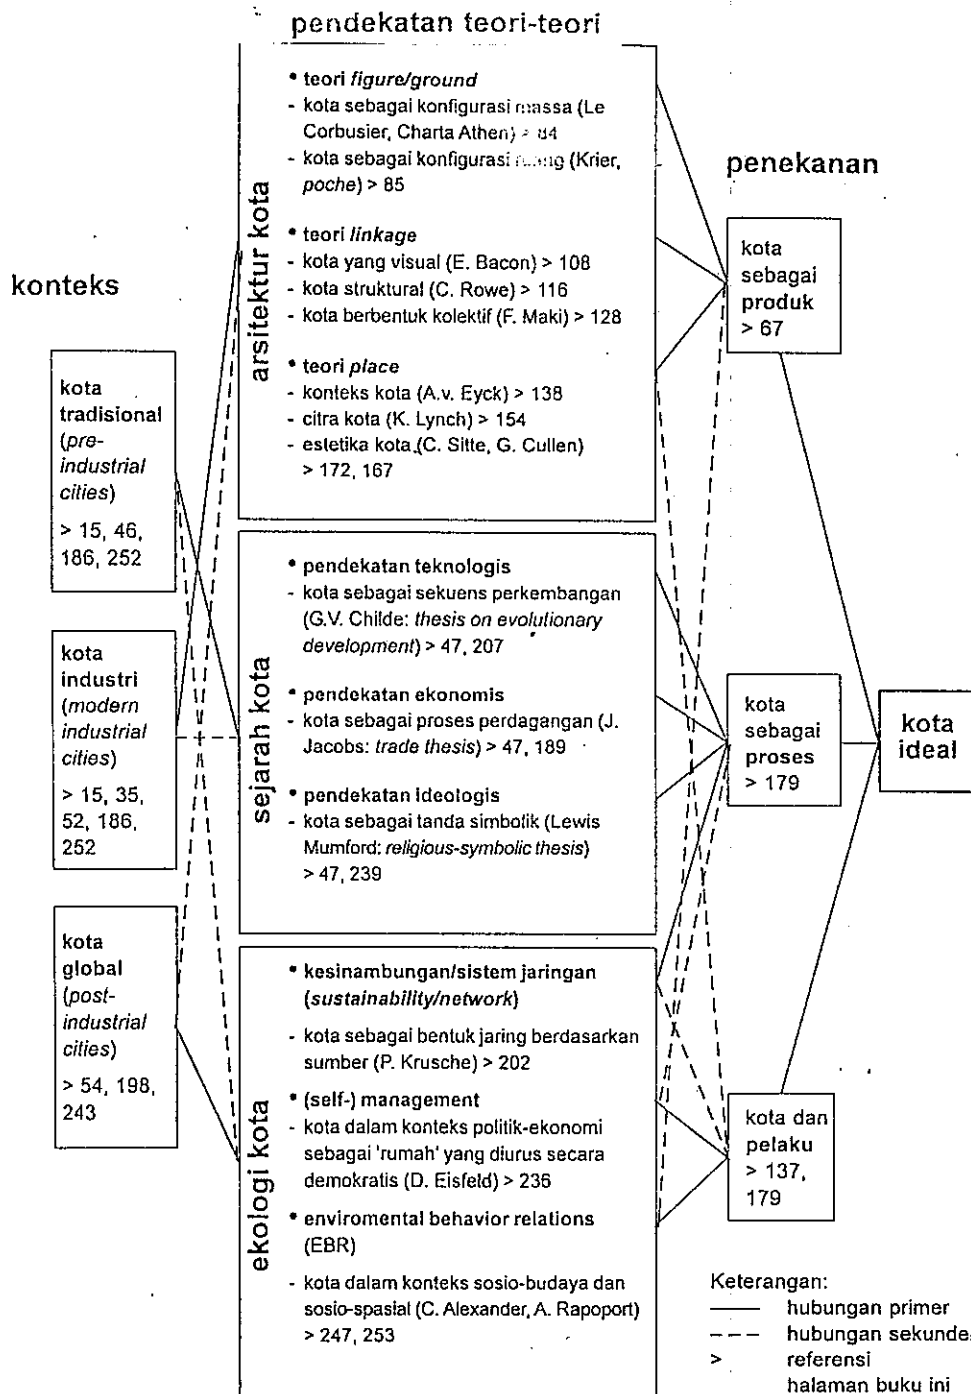 pendekatan teori-teori
konteks
kota
tradisional
(pre-
industrial
cities)
> 15, 46,
186, 252
kota
industri
(modern
industrial
cities)
> 15, 35,
52, 186,
252
kota
global
(post-
industrial
cities)
> 54, 198,
243
arsitektur kota
• teori figure/ground
- kota sebagai konfigurasi massa (Le
Corbusier, Charta Athen) >
- kota sebagai konfigurasi (Krier,
poche) > 85
• teori linkage
- kota yang visual (E. Bacon) > 108
- kota struktural (C. Rowe) > 116
- kota berbentuk kolektif (F. Maki) > 128
• teori place
- konteks kota (A.v. Eyck) > 138
- citra kota (K. Lynch) > 154
- estetika kota (C. Sitte, G. Cullen)
> 172, 167
sejarah kota
• pendekatan teknologis
- kota sebagai sekuens perkembangan
(G.V. Childe: thesis on evolutionary
development) > 47, 207
• pendekatan ekonomis
- kota sebagai proses perdagangan (J.
Jacobs: trade thesis) > 47, 189
• pendekatan ideologis
- kota sebagai tanda simbolik (Lewis
Mumford: religious-symbolic thesis)
> 47, 239
ekologi kota
• kesinambungan/sistem jaringan
(sustainability/network)
- kota sebagai bentuk jaring berdasarkan
sumber (P. Krusche) > 202
• (self-) management
- kota dalam konteks politik-ekonomi
sebagai 'rumah' yang diurus secara
demokratis (D. Eisfeld) > 236
• enviromental behavior relations
(EBR)
- kota dalam konteks sosio-budaya dan
sosio-spasial (C. Alexander, A. Rapoport)
> 247, 253
penekanan
kota
sebagai
produk
> 67
kota
sebagai
proses
> 179
kota dan
pelaku
> 137,
179
kota
ideal
Keterangan:
hubungan primer
hubungan sekunde
> referensi
halaman buku ini